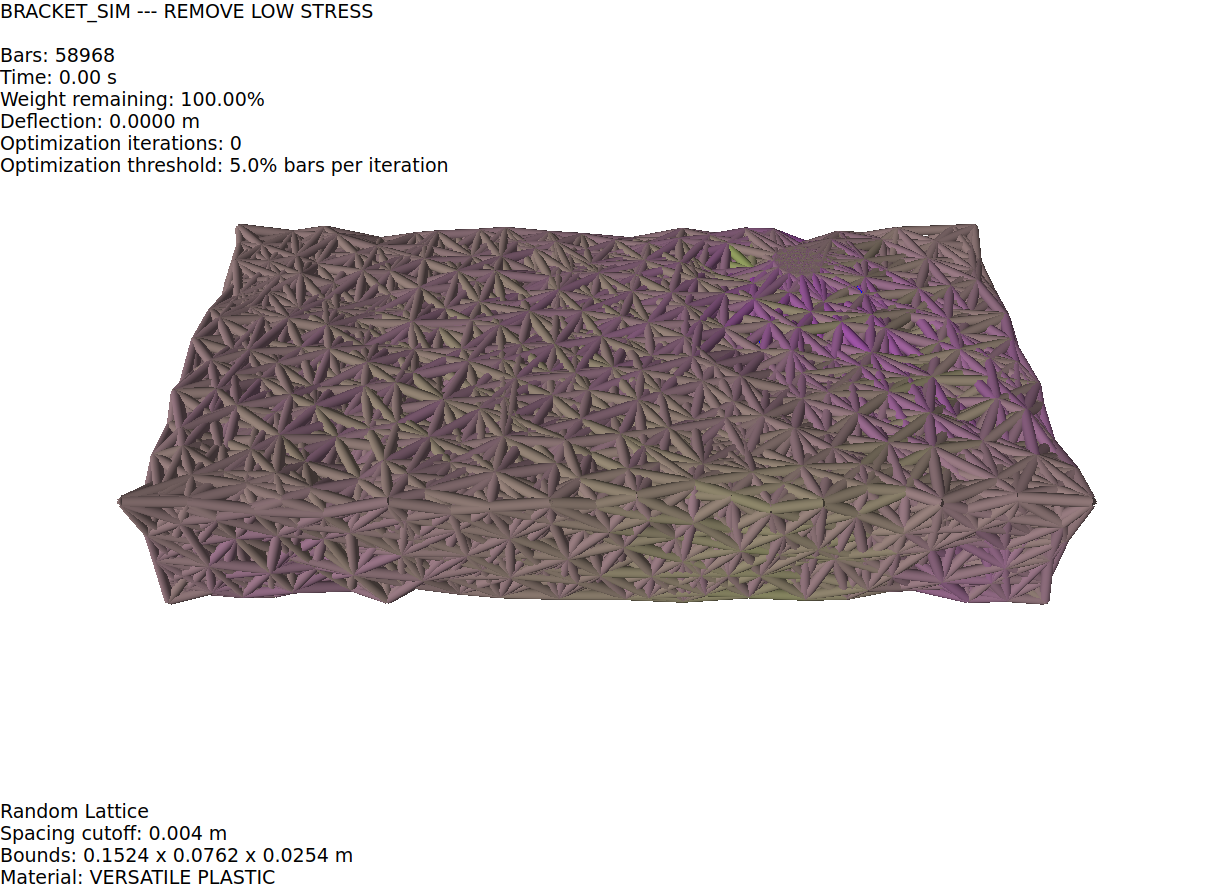 BRACKET_SIM --- REMOVE LOW STRESS
Bars: 58968
Time: 0.00 s
Weight remaining: 100.00%
Deflection: 0.0000 m
Optimization iterations: 0
Optimization threshold: 5.0% bars per iteration
Random Lattice
Spacing cutoff: 0.004 m
Bounds: 0.1524 x 0.0762 x 0.0254 m
Material: VERSATILE PLASTIC